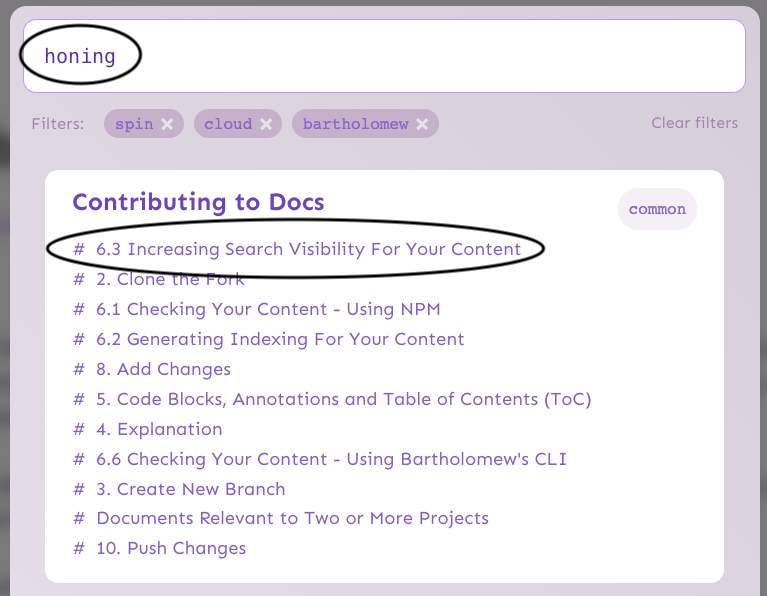 honing
Filters: spin × cloud × bartholomew × Clear filters
Contributing to Docs
common
# 6.3 Increasing Search Visibility For Your Content
# 2. Clone the Fork
# 6.1 Checking Your Content - Using NPM
# 6.2 Generating Indexing For Your Content
# 8. Add Changes
# 5. Code Blocks, Annotations and Table of Contents (ToC)
# 4. Explanation
# 6.6 Checking Your Content - Using Bartholomew's CLI
# 3. Create New Branch
# Documents Relevant to Two or More Projects
# 10. Push Changes